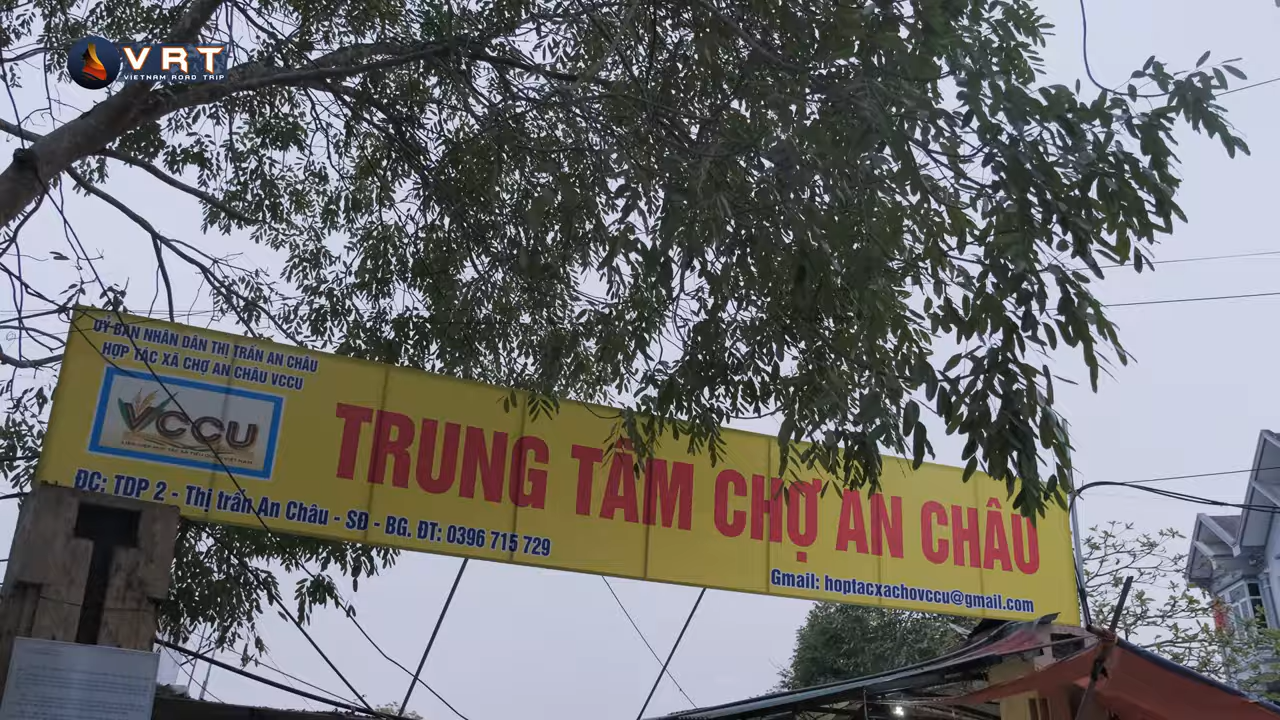 VRT
VIETNAM ROAD TRIP
UỶ BAN NHÂN DÂN THỊ TRẤN AN CHÂU
HỢP TÁC XÃ CHỢ AN CHÂU VCCU
VCCU
TRUNG TÂM CHỢ AN CHÂU
ĐC: TDP 2 - Thị trấn An Châu - SĐ - BG. ĐT: 0396 715 729
Gmail: hoptacxachovccu@gmail.com